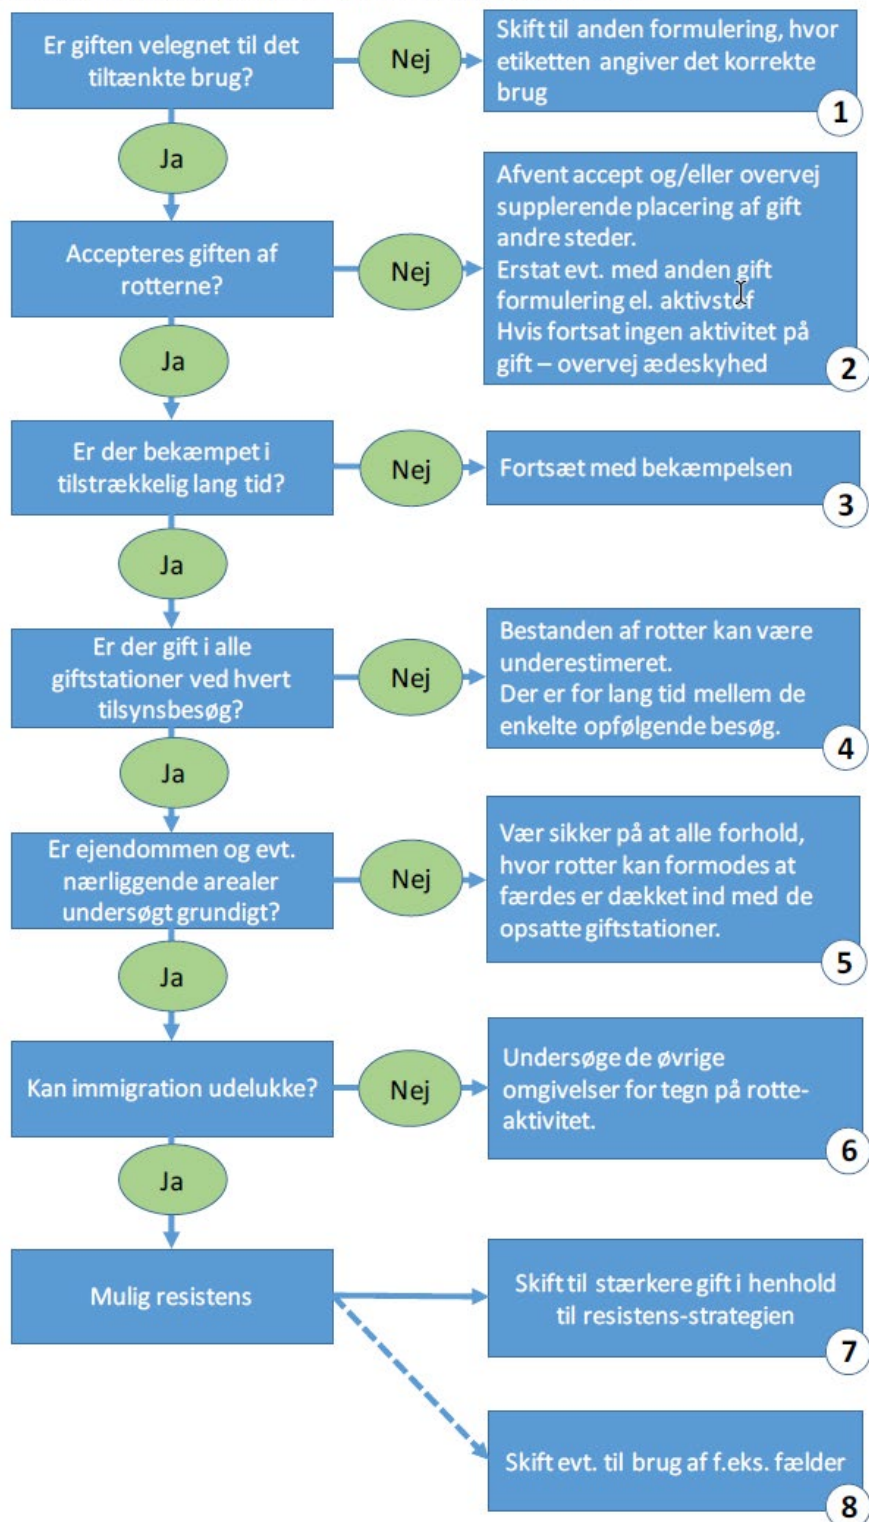 Er giften velegnet til det
tiltænkte brug?
Nej
Skift til anden formulering, hvor
etiketten angiver det korrekte
brug
1
Ja
Accepteres giften af
rotterne?
Nej
Afvent accept og/eller overvej
supplerende placering af gift
andre steder.
Erstat evt. med anden gift
formulering el. aktivstof
Hvis fortsat ingen aktivitet på
gift – overvej ædeskyhed
2
Ja
Er der bekæmpet i
tilstrækkelig lang tid?
Nej
Fortsæt med bekæmpelsen
3
Ja
Er der gift i alle
giftstationer ved hvert
tilsynsbesøg?
Nej
Bestanden af rotter kan være
underestimeret.
Der er for lang tid mellem de
enkelte opfølgende besøg.
4
Ja
Er ejendommen og evt.
nærliggende arealer
undersøgt grundigt?
Nej
Vær sikker på at alle forhold,
hvor rotter kan formodes at
færdes er dækket ind med de
opsatte giftstationer.
5
Ja
Kan immigration udelukke?
Nej
Undersøge de øvrige
omgivelser for tegn på rotte-
aktivitet.
6
Ja
Mulig resistens
Skift til stærkere gift i henhold
til resistens-strategien
7
Skift evt. til brug af f.eks. fælder
8